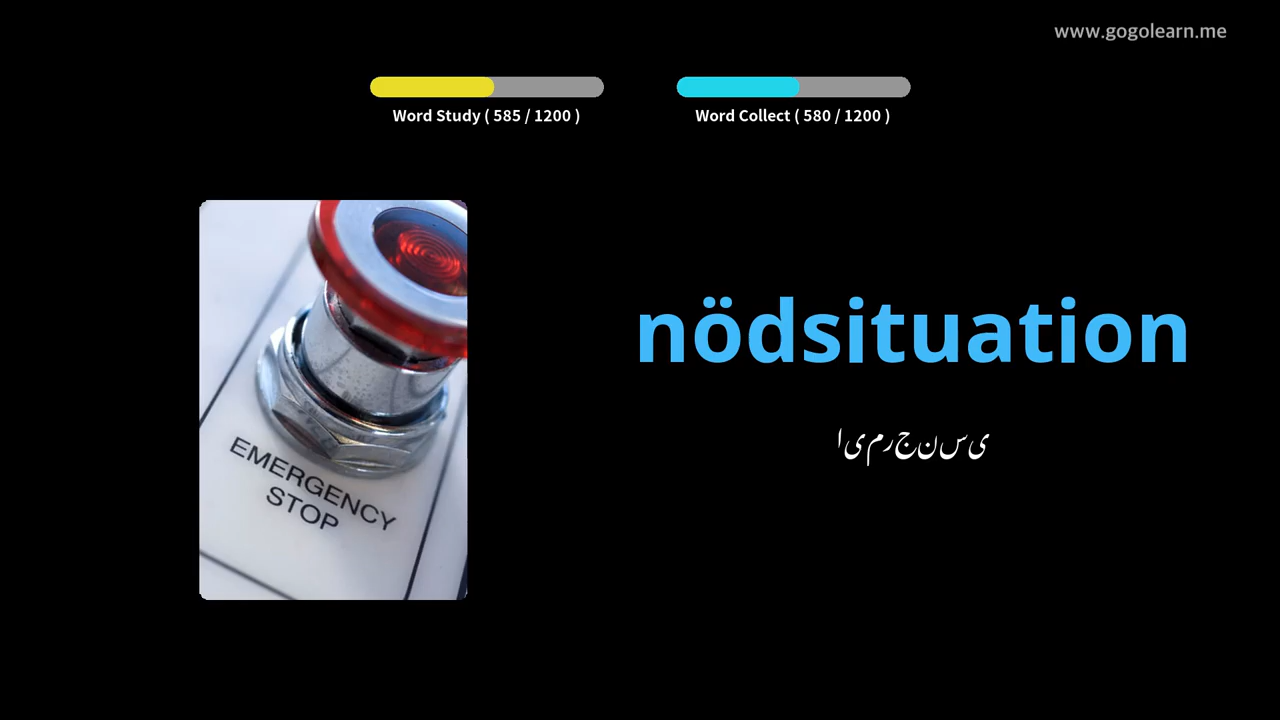 www.gogolearn.me
Word Study ( 585 / 1200 )
Word Collect ( 580 / 1200 )
nödsituation
ایمرجنسی
EMERGENCY
STOP